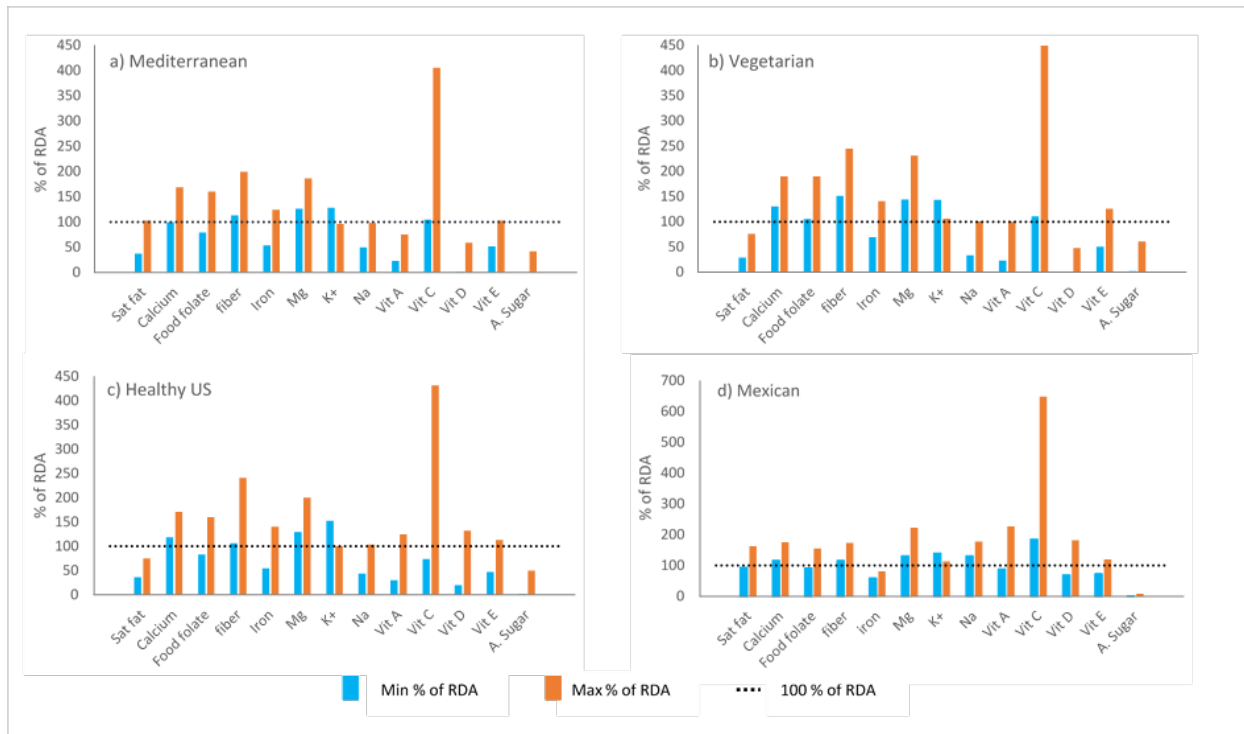 a) Mediterranean
% of RDA
450
400
350
300
250
200
150
100
50
0
Sat fat
Calcium
Food folate
fiber
Iron
Mg
K+
Na
Vit A
Vit C
Vit D
Vit E
A. Sugar
b) Vegetarian
% of RDA
450
400
350
300
250
200
150
100
50
0
Sat fat
Calcium
Food folate
fiber
Iron
Mg
K+
Na
Vit A
Vit C
Vit D
Vit E
A. Sugar
c) Healthy US
% of RDA
450
400
350
300
250
200
150
100
50
0
Sat fat
Calcium
Food folate
fiber
Iron
Mg
K+
Na
Vit A
Vit C
Vit D
Vit E
A. Sugar
d) Mexican
% of RDA
700
600
500
400
300
200
100
0
Sat fat
Calcium
Food folate
fiber
iron
Mg
K+
Na
Vit A
Vit C
Vit D
Vit E
A. Sugar
Min % of RDA
Max % of RDA
100 % of RDA